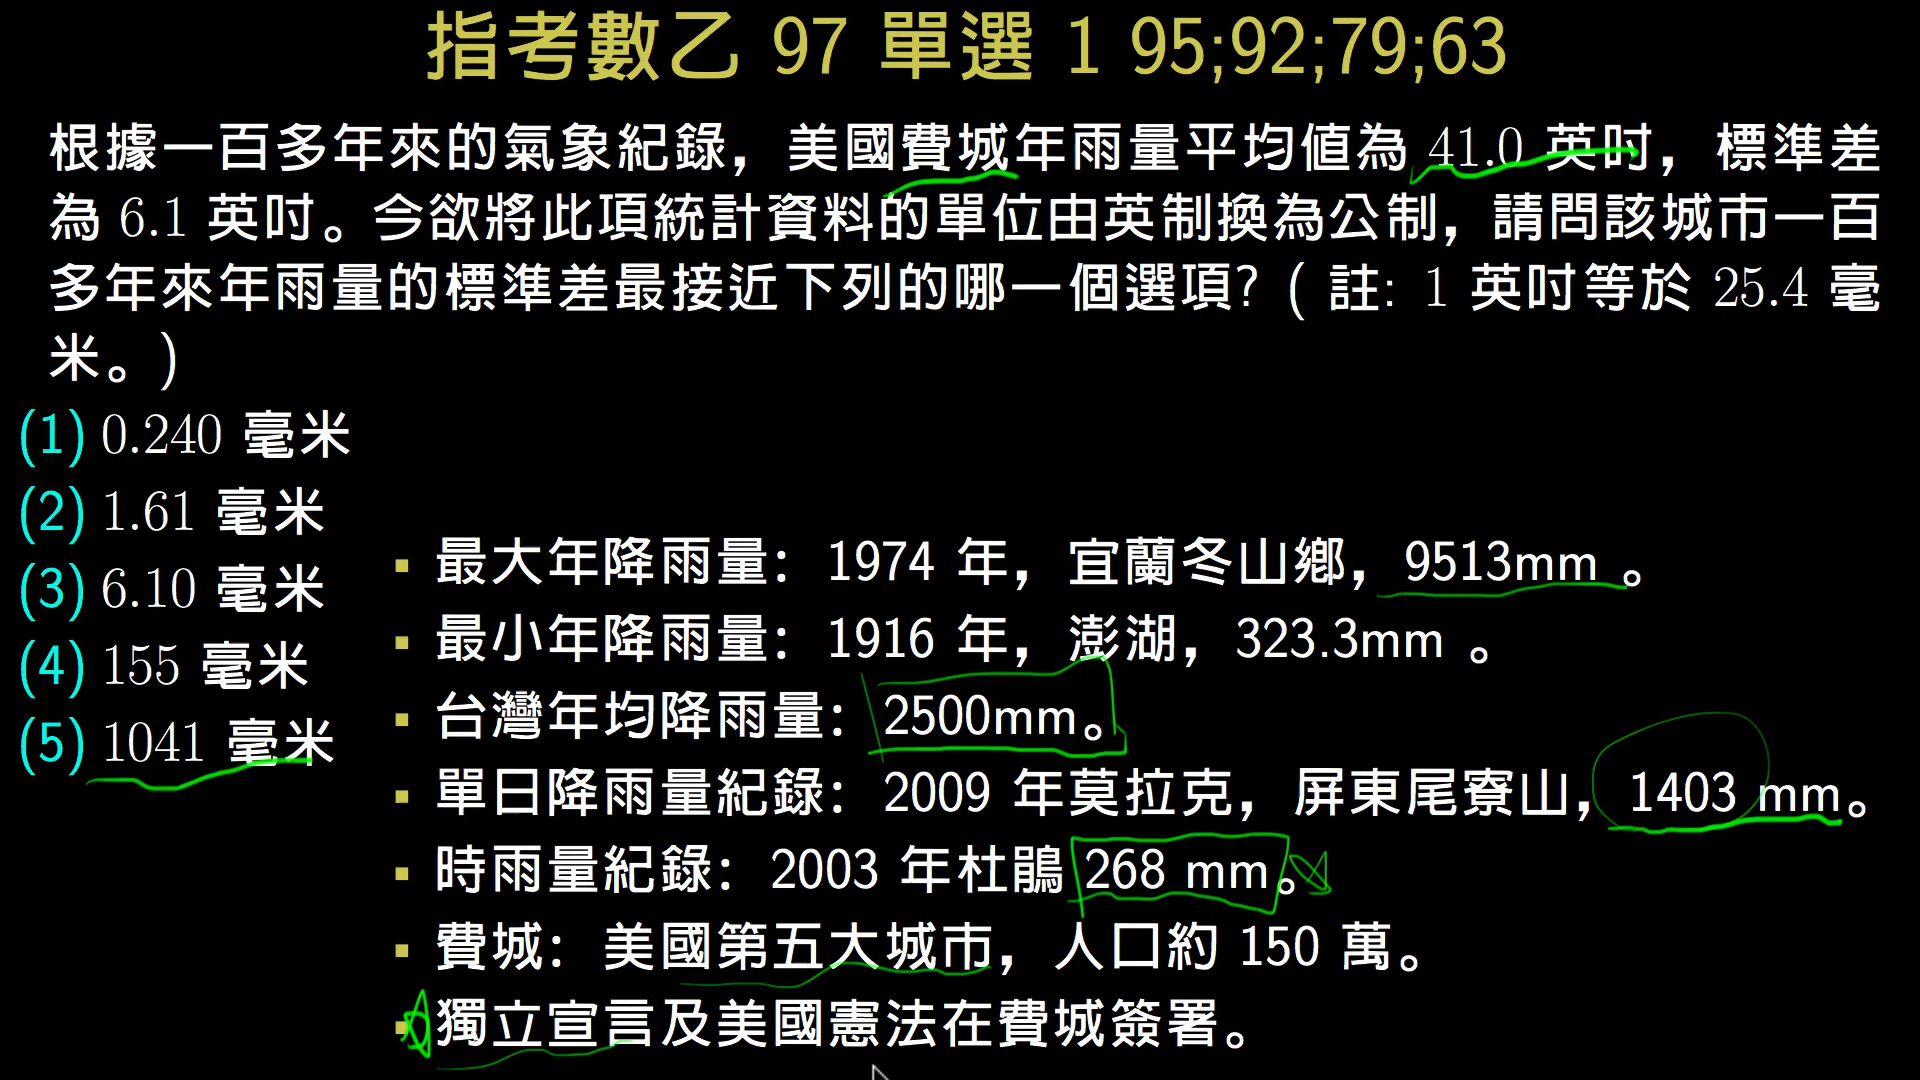 指考數乙 97 單選 1 95;92;79;63
根據一百多年來的氣象紀錄，美國費城年雨量平均值為 41.0 英吋，標準差
為 6.1 英吋。今欲將此項統計資料的單位由英制換為公制，請問該城市一百
多年來年雨量的標準差最接近下列的哪一個選項? ( 註: 1 英吋等於 25.4 毫
米。)
(1) 0.240 毫米
(2) 1.61 毫米
(3) 6.10 毫米
(4) 155 毫米
(5) 1041 毫米
最大年降雨量: 1974 年，宜蘭冬山鄉，9513mm 。
最小年降雨量: 1916 年，澎湖，323.3mm 。
台灣年均降雨量: 2500mm。
單日降雨量紀錄: 2009 年莫拉克，屏東尾寮山，1403 mm。
時雨量紀錄: 2003 年杜鵑 268 mm。
費城: 美國第五大城市，人口約 150 萬。
獨立宣言及美國憲法在費城簽署。